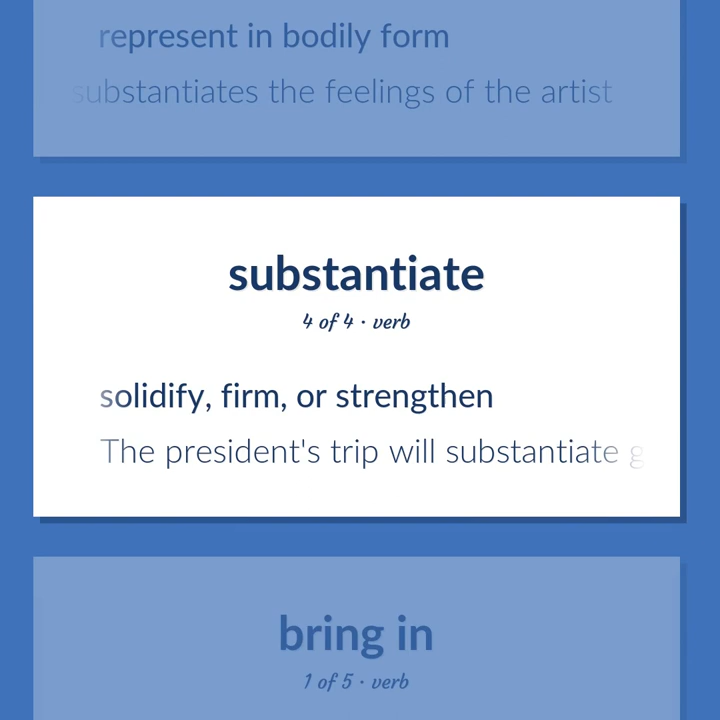 represent in bodily form
substantiates the feelings of the artist
substantiate
4 of 4 · verb
solidify, firm, or strengthen
The president's trip will substantiate
bring in
1 of 5 · verb